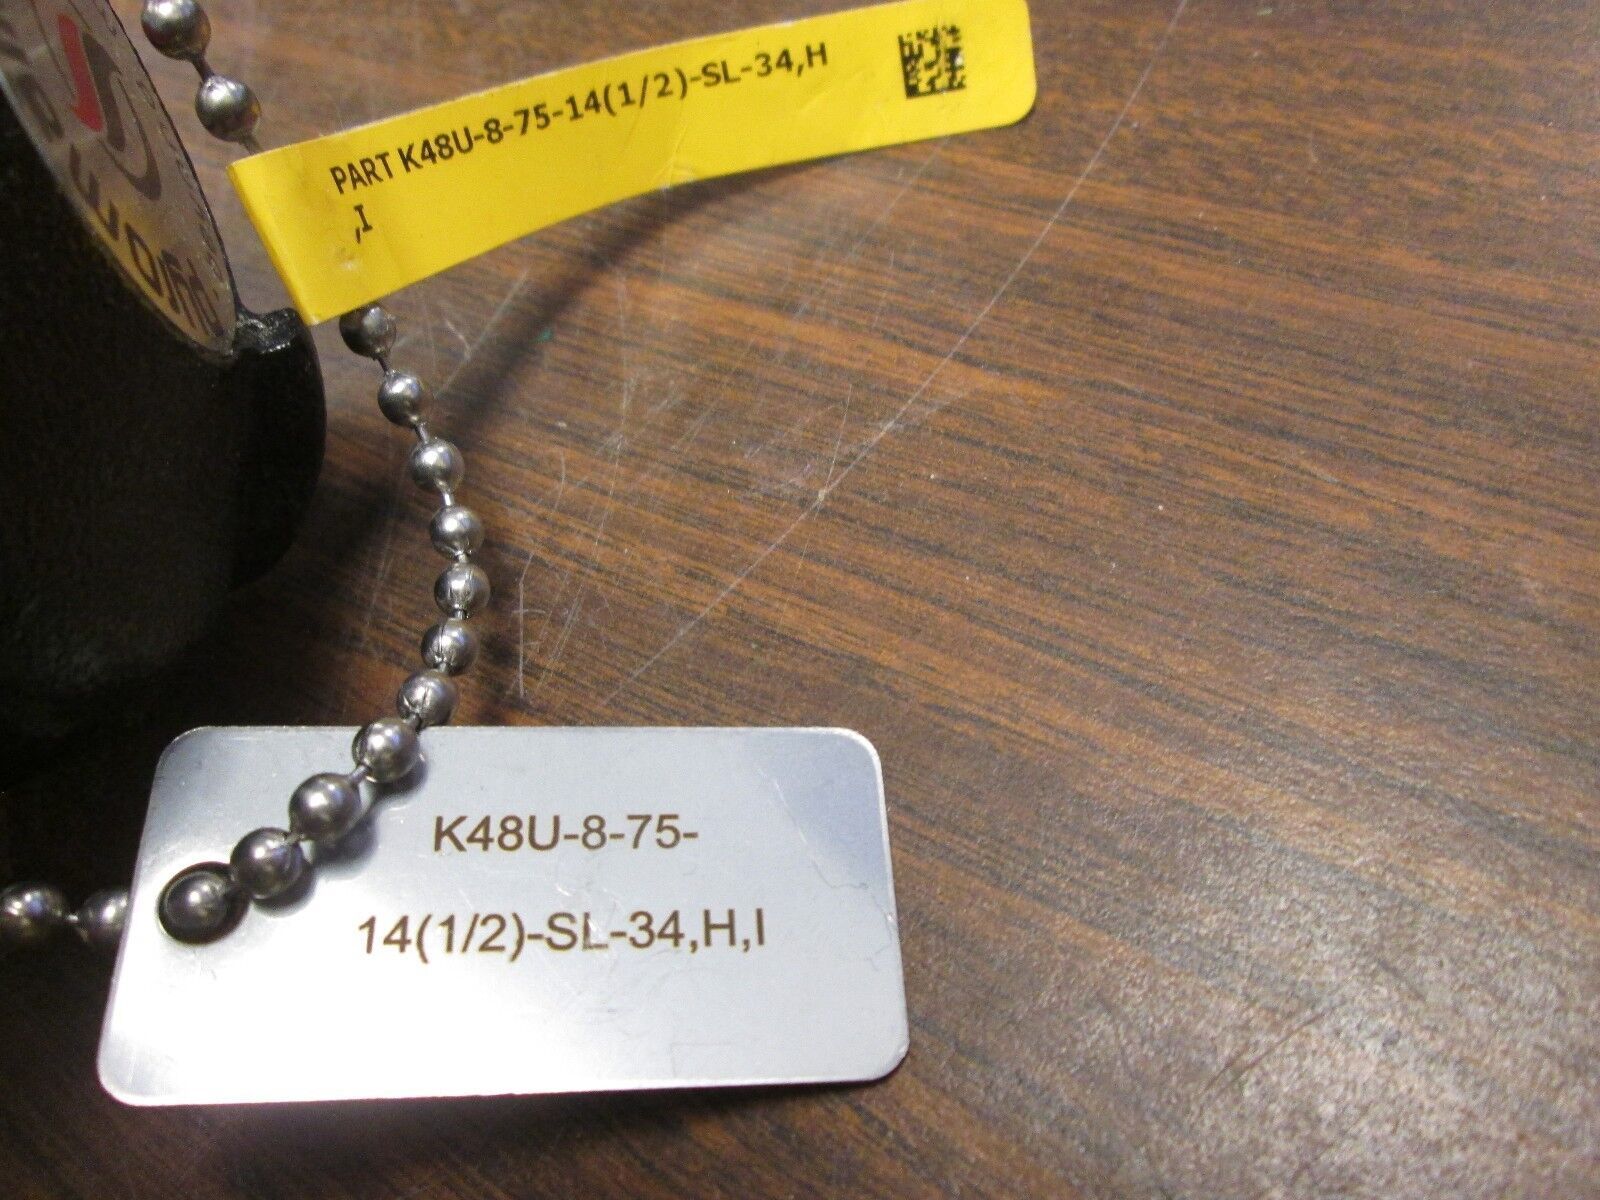 PART K48U-8-75-14(1/2)-SL-34,H
,I
K48U-8-75-
14(1/2)-SL-34,H,I